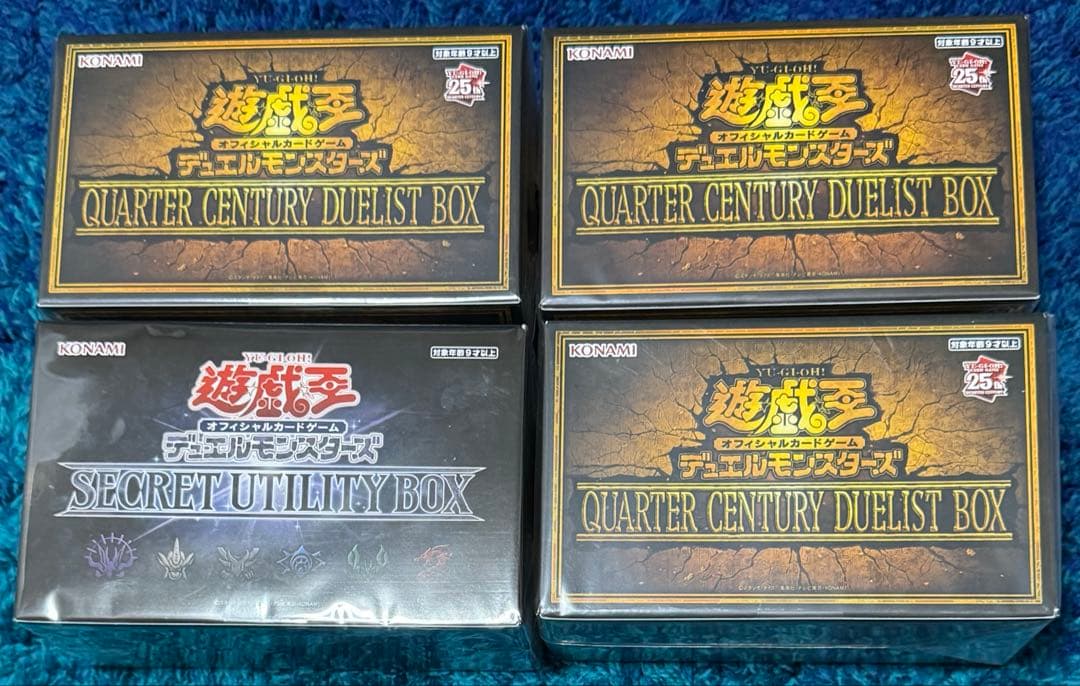 KONAMI
対象年齢9才以上
YU-GI-OH!
遊戯王
25th
オフィシャルカードゲーム
デュエルモンスターズ
QUARTER CENTURY DUELIST BOX
KONAMI
対象年齢9才以上
YU-GI-OH!
遊戯王
25th
オフィシャルカードゲーム
デュエルモンスターズ
QUARTER CENTURY DUELIST BOX
KONAMI
対象年齢9才以上
YU-GI-OH!
遊戯王
オフィシャルカードゲーム
デュエルモンスターズ
SECRET UTILITY BOX
KONAMI
対象年齢9才以上
YU-GI-OH!
遊戯王
25th
オフィシャルカードゲーム
デュエルモンスターズ
QUARTER CENTURY DUELIST BOX